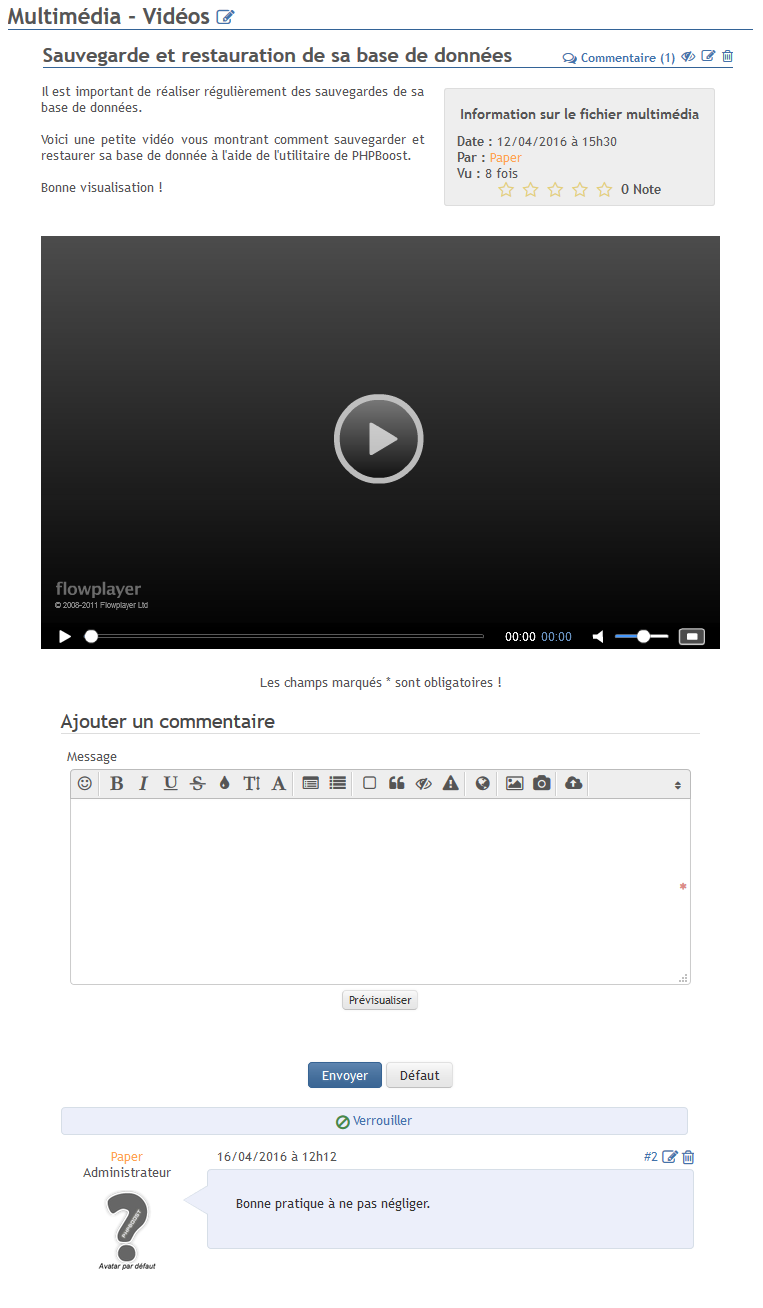 Multimédia - Vidéos
Sauvegarde et restauration de sa base de données
Commentaire (1)
Il est important de réaliser régulièrement des sauvegardes de sa
base de données.
Voici une petite vidéo vous montrant comment sauvegarder et
restaurer sa base de donnée à l'aide de l'utilitaire de PHPBoost.
Bonne visualisation !
Information sur le fichier multimédia
Date : 12/04/2016 à 15h30
Par : Paper
Vu : 8 fois
0 Note
flowplayer
© 2008-2011 Flowplayer Ltd
00:00 00:00
Les champs marqués * sont obligatoires !
Ajouter un commentaire
Message
B I U S T A
*
Prévisualiser
Envoyer Défaut
Verrouiller
Paper
Administrateur
16/04/2016 à 12h12
#2
Bonne pratique à ne pas négliger.
PHPBOOST
Avatar par défaut